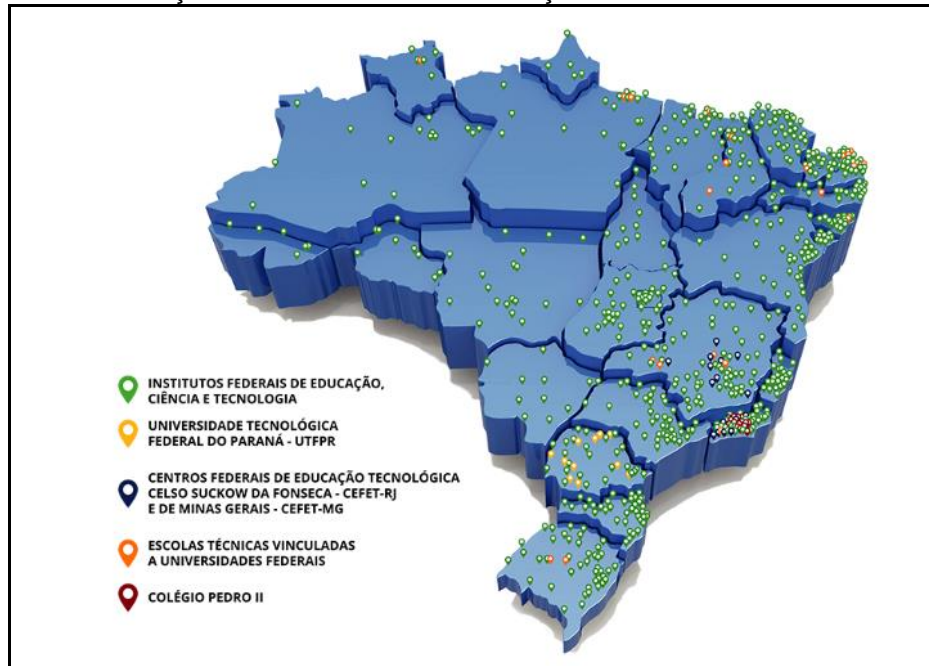 INSTITUTOS FEDERAIS DE EDUCAÇÃO,
CIÊNCIA E TECNOLOGIA
UNIVERSIDADE TECNOLÓGICA
FEDERAL DO PARANÁ - UTFPR
CENTROS FEDERAIS DE EDUCAÇÃO TECNOLÓGICA
CELSO SUCKOW DA FONSECA - CEFET-RJ
E DE MINAS GERAIS - CEFET-MG
ESCOLAS TÉCNICAS VINCULADAS
A UNIVERSIDADES FEDERAIS
COLÉGIO PEDRO II